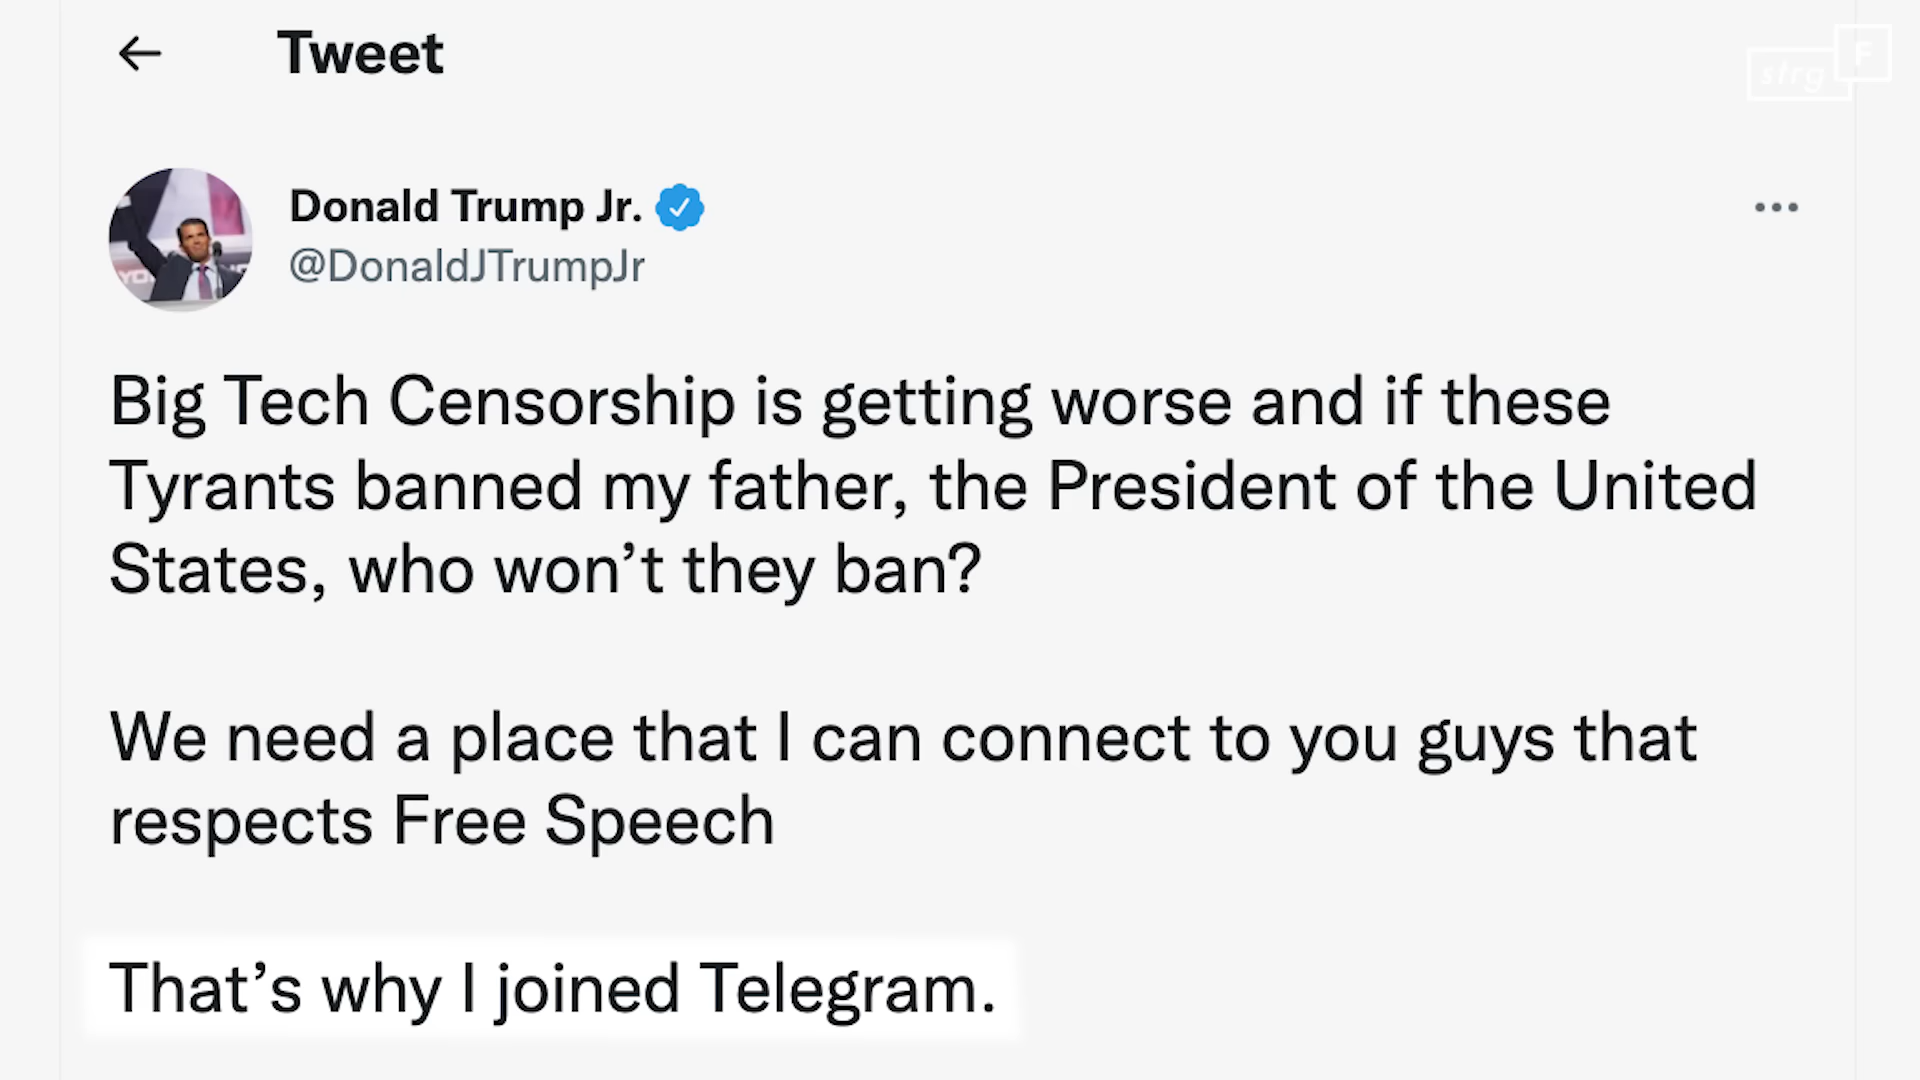 Tweet
strg
F
Donald Trump Jr.
@DonaldJTrumpJr
Big Tech Censorship is getting worse and if these
Tyrants banned my father, the President of the United
States, who won’t they ban?
We need a place that I can connect to you guys that
respects Free Speech
That’s why I joined Telegram.